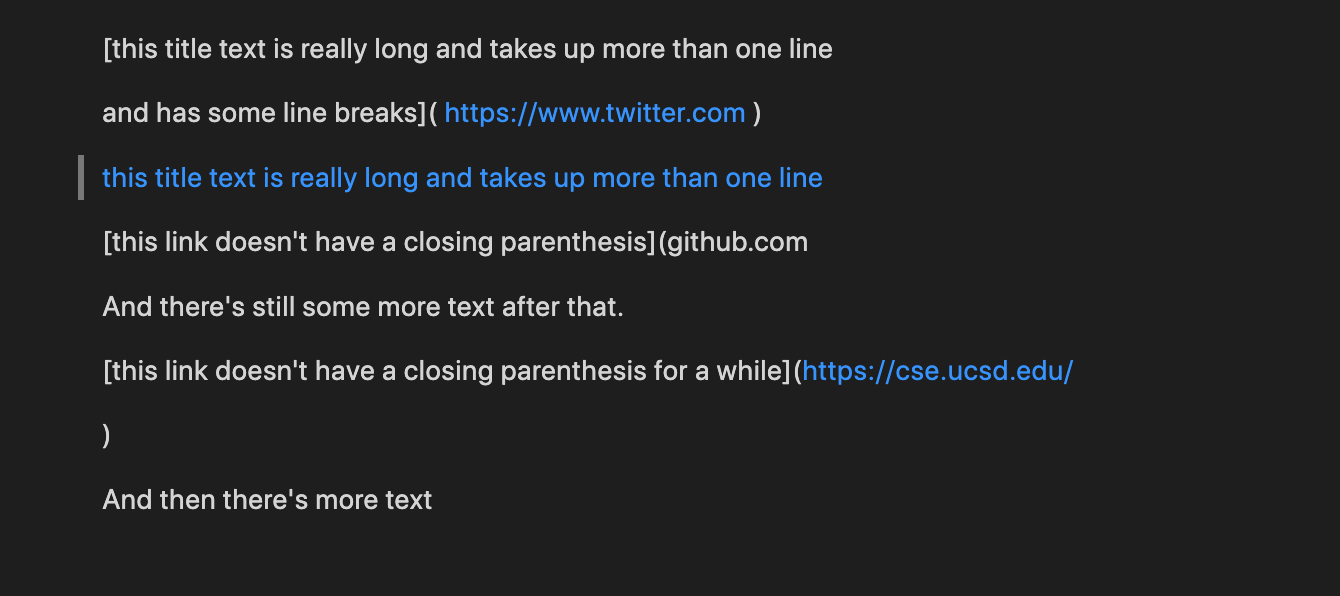 [this title text is really long and takes up more than one line
and has some line breaks]( https://www.twitter.com )
this title text is really long and takes up more than one line
[this link doesn't have a closing parenthesis](github.com
And there's still some more text after that.
[this link doesn't have a closing parenthesis for a while](https://cse.ucsd.edu/
)
And then there's more text